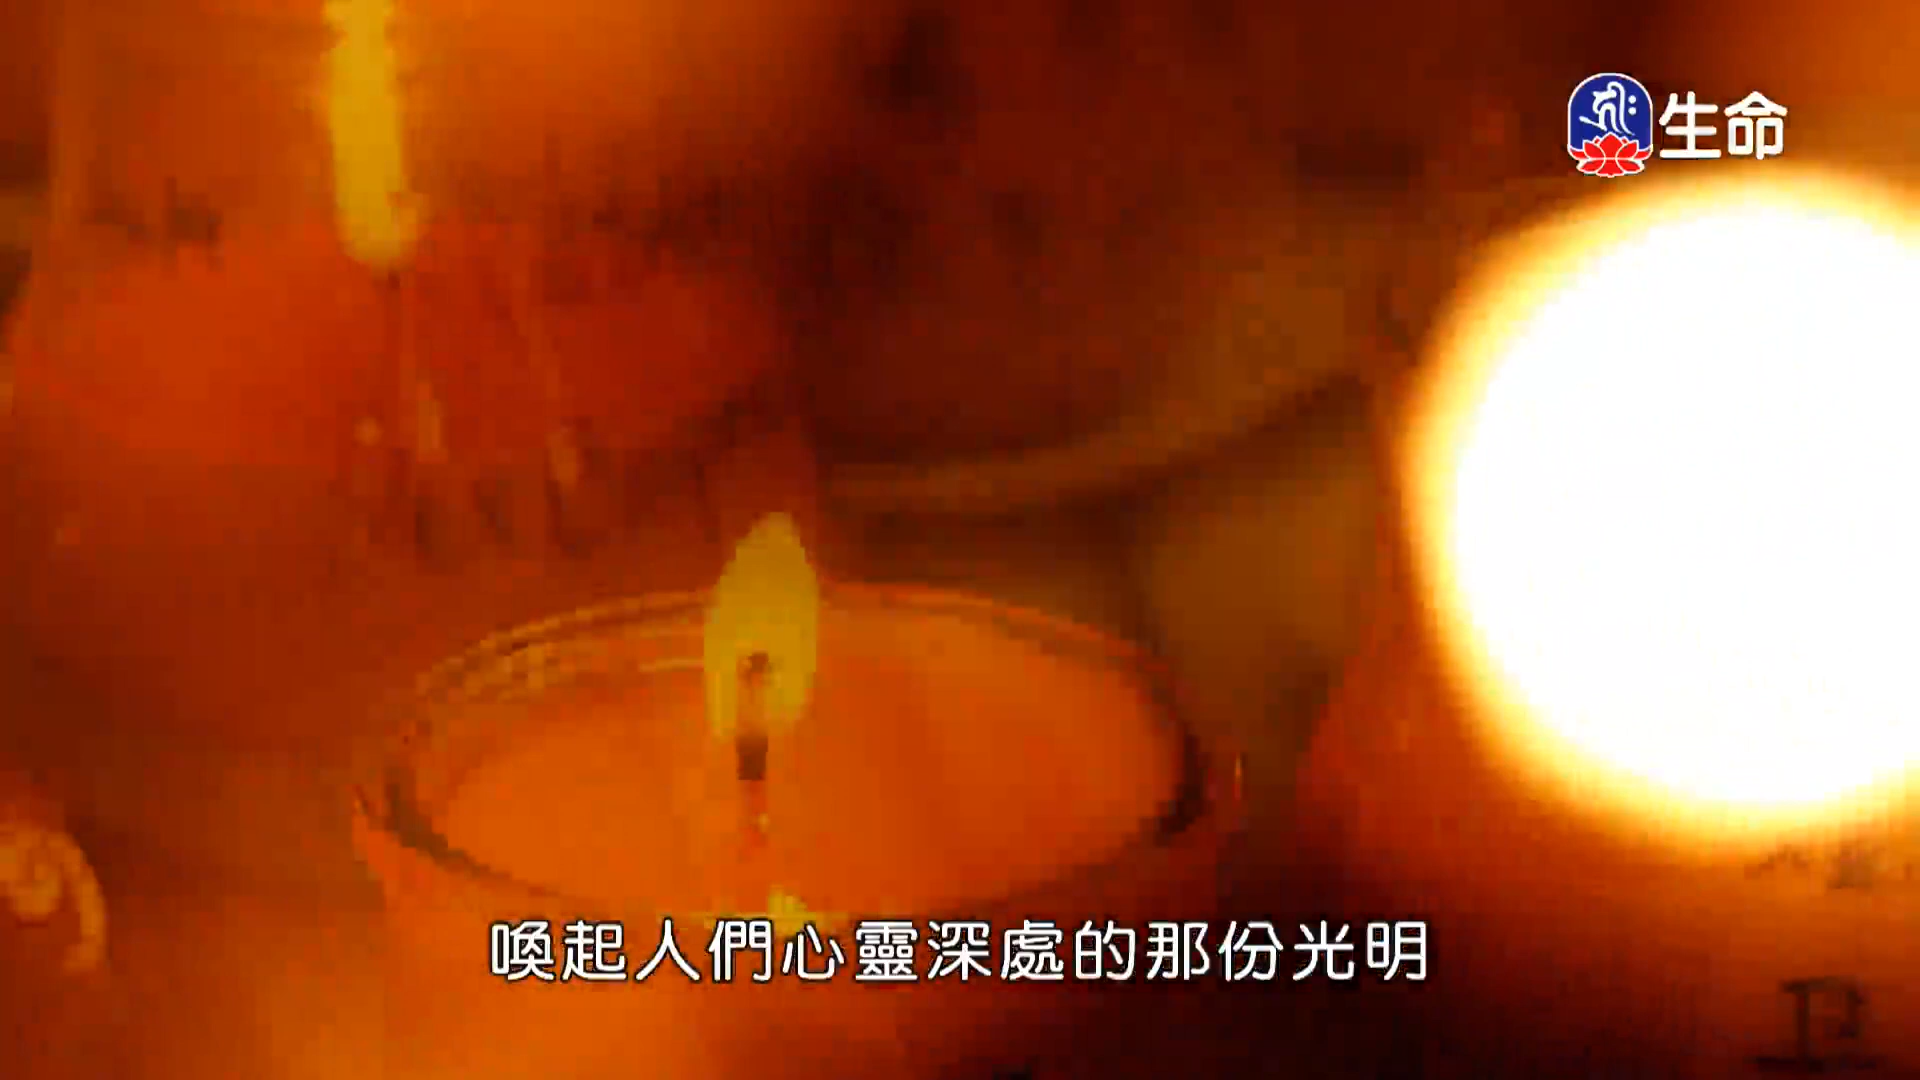 生命
喚起人們心靈深處的那份光明